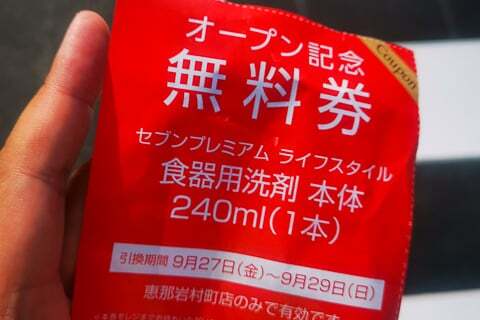 オープン記念
Coupon
無料券
セブンプレミアム ライフスタイル
食器用洗剤 本体
240ml(1本)
引換期間 9月27日(金)~9月29日(日)
恵那岩村町店のみで有効です